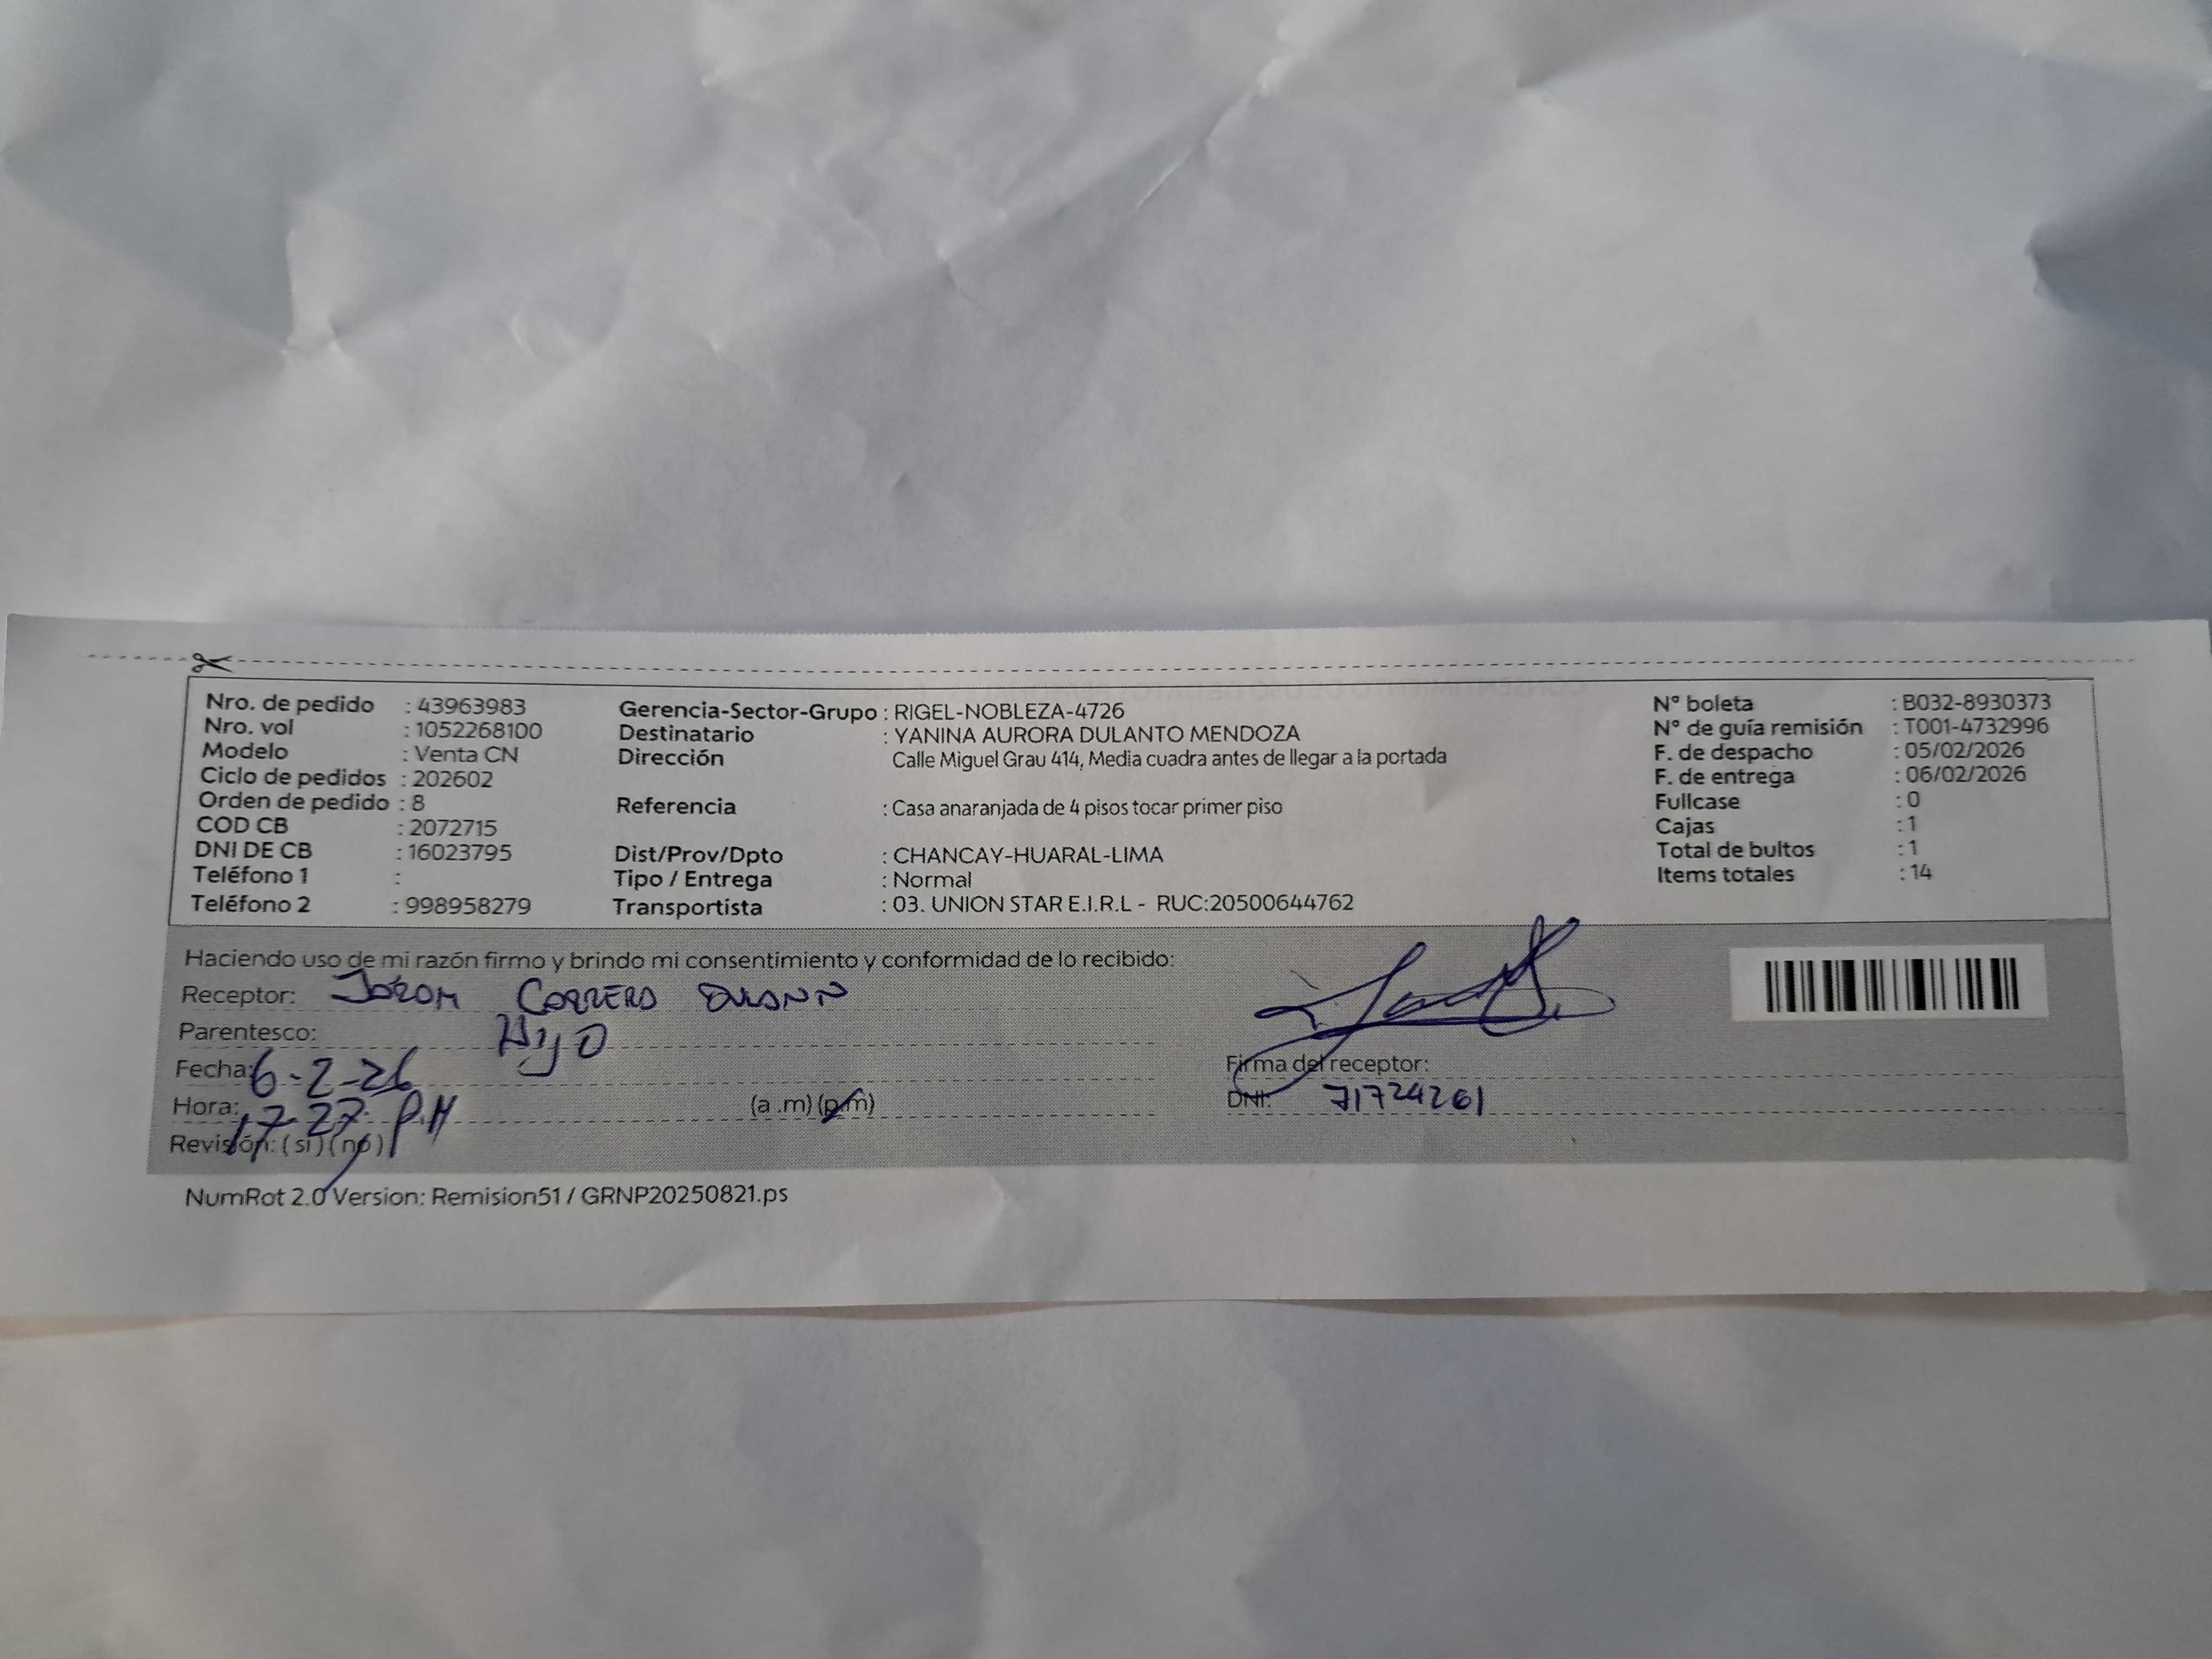 Nro. de pedido : 43963983
Nro. vol : 1052268100
Modelo : Venta CN
Ciclo de pedidos : 202602
Orden de pedido : 8
COD CB : 2072715
DNI DE CB : 16023795
Teléfono 1 :
Teléfono 2 : 998958279
Gerencia-Sector-Grupo : RIGEL-NOBLEZA-4726
Destinatario : YANINA AURORA DULANTO MENDOZA
Dirección Calle Miguel Grau 414, Media cuadra antes de llegar a la portada
Referencia : Casa anaranjada de 4 pisos tocar primer piso
Dist/Prov/Dpto : CHANCAY-HUARAL-LIMA
Tipo / Entrega : Normal
Transportista : 03. UNION STAR E.I.R.L - RUC:20500644762
N° boleta : B032-8930373
N° de guía remisión : T001-4732996
F. de despacho : 05/02/2026
F. de entrega : 06/02/2026
Fullcase : 0
Cajas : 1
Total de bultos : 1
Items totales : 14
Haciendo uso de mi razón firmo y brindo mi consentimiento y conformidad de lo recibido:
Receptor:
Parentesco: Hijo
Fecha: 6-2-26
Hora: 17-27 P.M (a .m) (p.m)
Revisión: ( si ) ( no )
Firma del receptor:
DNI: 71724261
NumRot 2.0 Version: Remision51 / GRNP20250821.ps